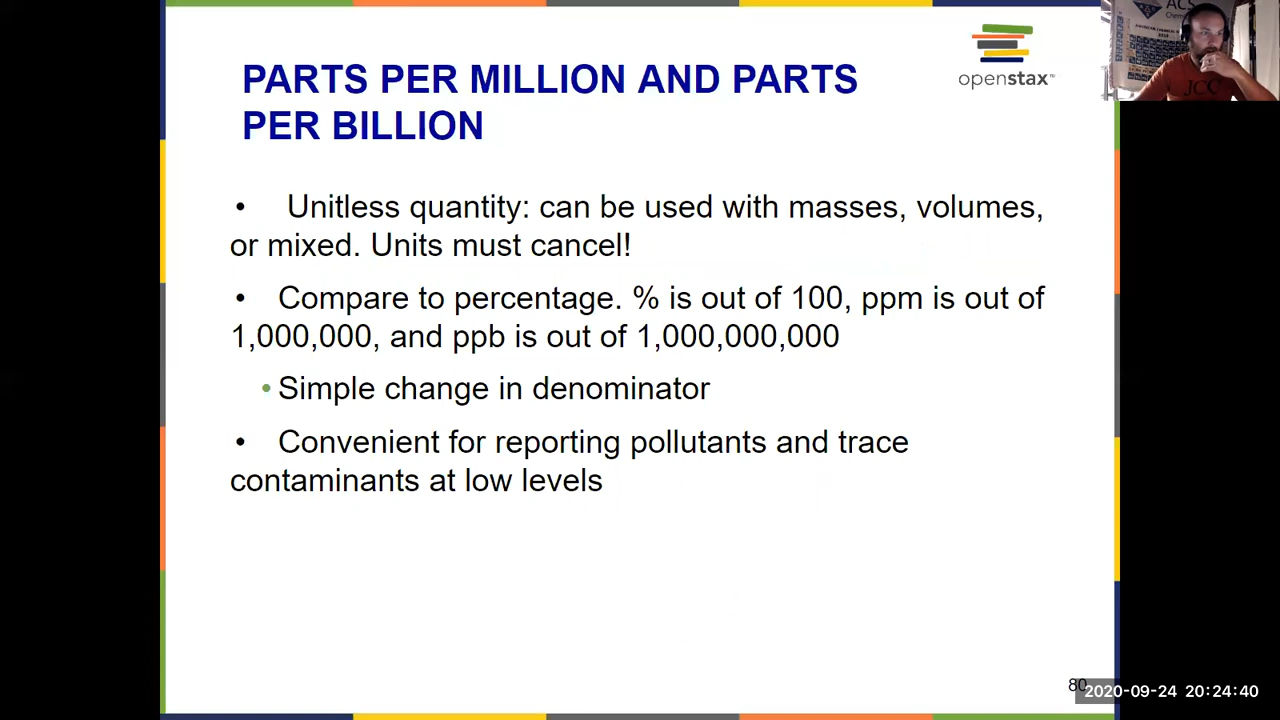 ACS
PARTS PER MILLION AND PARTS
PER BILLION
openstax™
JCC
• Unitless quantity: can be used with masses, volumes,
or mixed. Units must cancel!
• Compare to percentage. % is out of 100, ppm is out of
1,000,000, and ppb is out of 1,000,000,000
• Simple change in denominator
• Convenient for reporting pollutants and trace
contaminants at low levels
80
2020-09-24 20:24:40